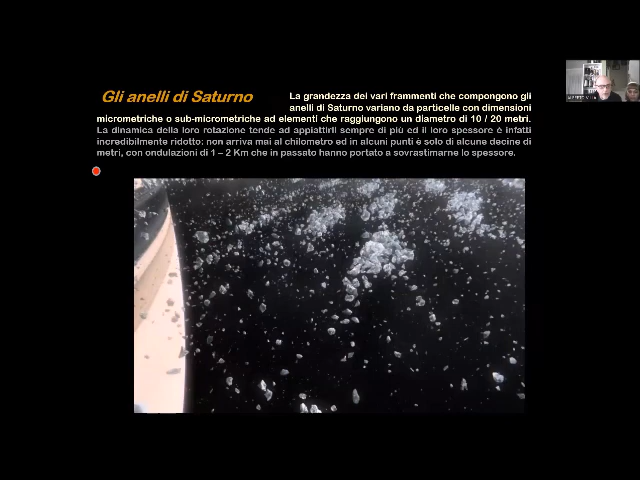 Gli anelli di Saturno
La grandezza dei vari frammenti che compongono gli
anelli di Saturno variano da particelle con dimensioni
micrometriche o sub-micrometriche ad elementi che raggiungono un diametro di 10 / 20 metri.
La dinamica della loro rotazione tende ad appiattirli sempre di più ed il loro spessore è infatti
incredibilmente ridotto: non arriva mai al chilometro ed in alcuni punti è solo di alcune decine di
metri, con ondulazioni di 1 – 2 Km che in passato hanno portato a sovrastimarne lo spessore.